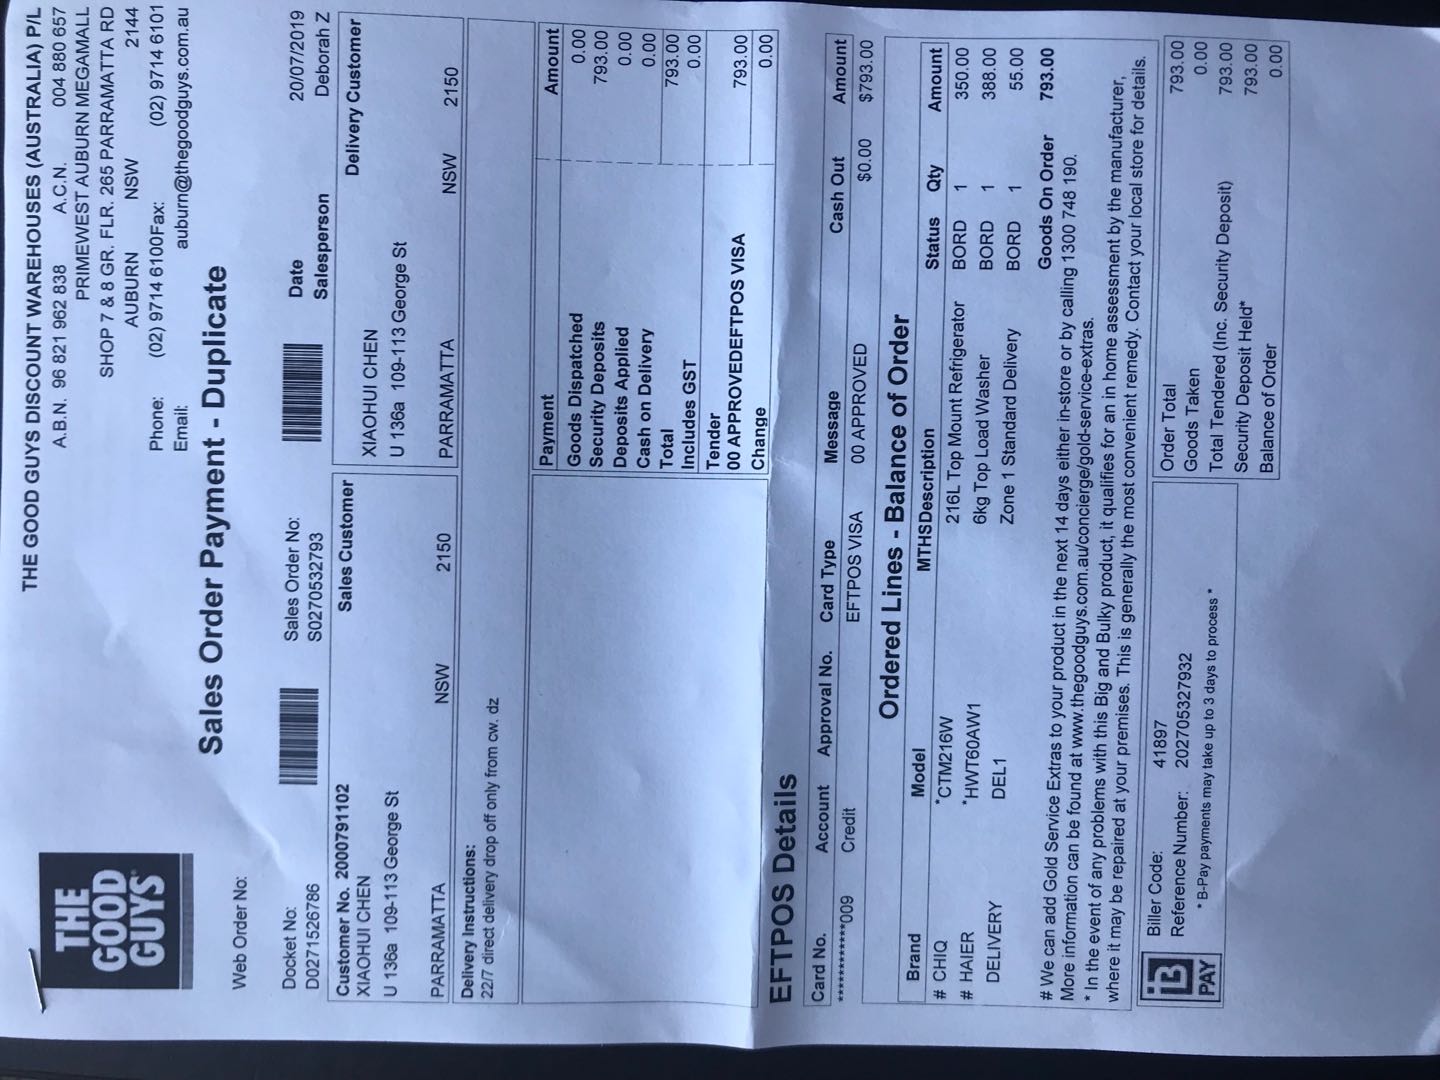 THE GOOD GUYS DISCOUNT WAREHOUSES (AUSTRALIA) P/L
A.B.N. 96 821 962 838 A.C.N. 004 880 657
PRIMEWEST AUBURN MEGAMALL
SHOP 7 & 8 GR. FLR. 265 PARRAMATTA RD
AUBURN NSW 2144
Phone: (02) 9714 6100Fax: (02) 9714 6101
Email: auburn@thegoodguys.com.au
THE
GOOD
GUYS
Sales Order Payment - Duplicate
Web Order No:
Docket No:
D0271526786
Sales Order No:
S0270532793
Date 20/07/2019
Salesperson Deborah Z
Customer No. 2000791102 Sales Customer
XIAOHUI CHEN
U 136a 109-113 George St
PARRAMATTA NSW 2150
Delivery Customer
XIAOHUI CHEN
U 136a 109-113 George St
PARRAMATTA NSW 2150
Delivery Instructions:
22/7 direct delivery drop off only from cw. dz
Payment Amount
Goods Dispatched 0.00
Security Deposits 793.00
Deposits Applied 0.00
Cash on Delivery 0.00
Total 793.00
Includes GST 0.00
Tender
00 APPROVEDEFTPOS VISA 793.00
Change 0.00
EFTPOS Details
Card No. Account Approval No. Card Type Message Cash Out Amount
************009 Credit EFTPOS VISA 00 APPROVED $0.00 $793.00
Ordered Lines - Balance of Order
Brand Model MTHSDescription Status Qty Amount
# CHIQ *CTM216W 216L Top Mount Refrigerator BORD 1 350.00
# HAIER *HWT60AW1 6kg Top Load Washer BORD 1 388.00
DELIVERY DEL1 Zone 1 Standard Delivery BORD 1 55.00
Goods On Order 793.00
# We can add Gold Service Extras to your product in the next 14 days either in-store or by calling 1300 748 190.
More information can be found at www.thegoodguys.com.au/concierge/gold-service-extras.
* In the event of any problems with this Big and Bulky product, it qualifies for an in home assessment by the manufacturer,
where it may be repaired at your premises. This is generally the most convenient remedy. Contact your local store for details.
B
PAY
Biller Code: 41897
Reference Number: 202705327932
* B-Pay payments may take up to 3 days to process *
Order Total 793.00
Goods Taken 0.00
Total Tendered (Inc. Security Deposit) 793.00
Security Deposit Held* 793.00
Balance of Order 0.00